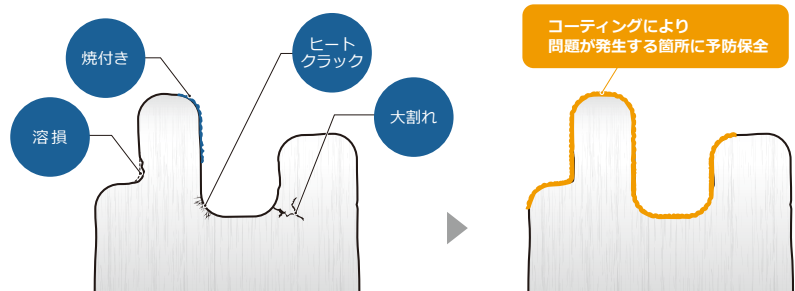 焼付き
ヒート
クラック
溶損
大割れ
コーティングにより
問題が発生する箇所に予防保全